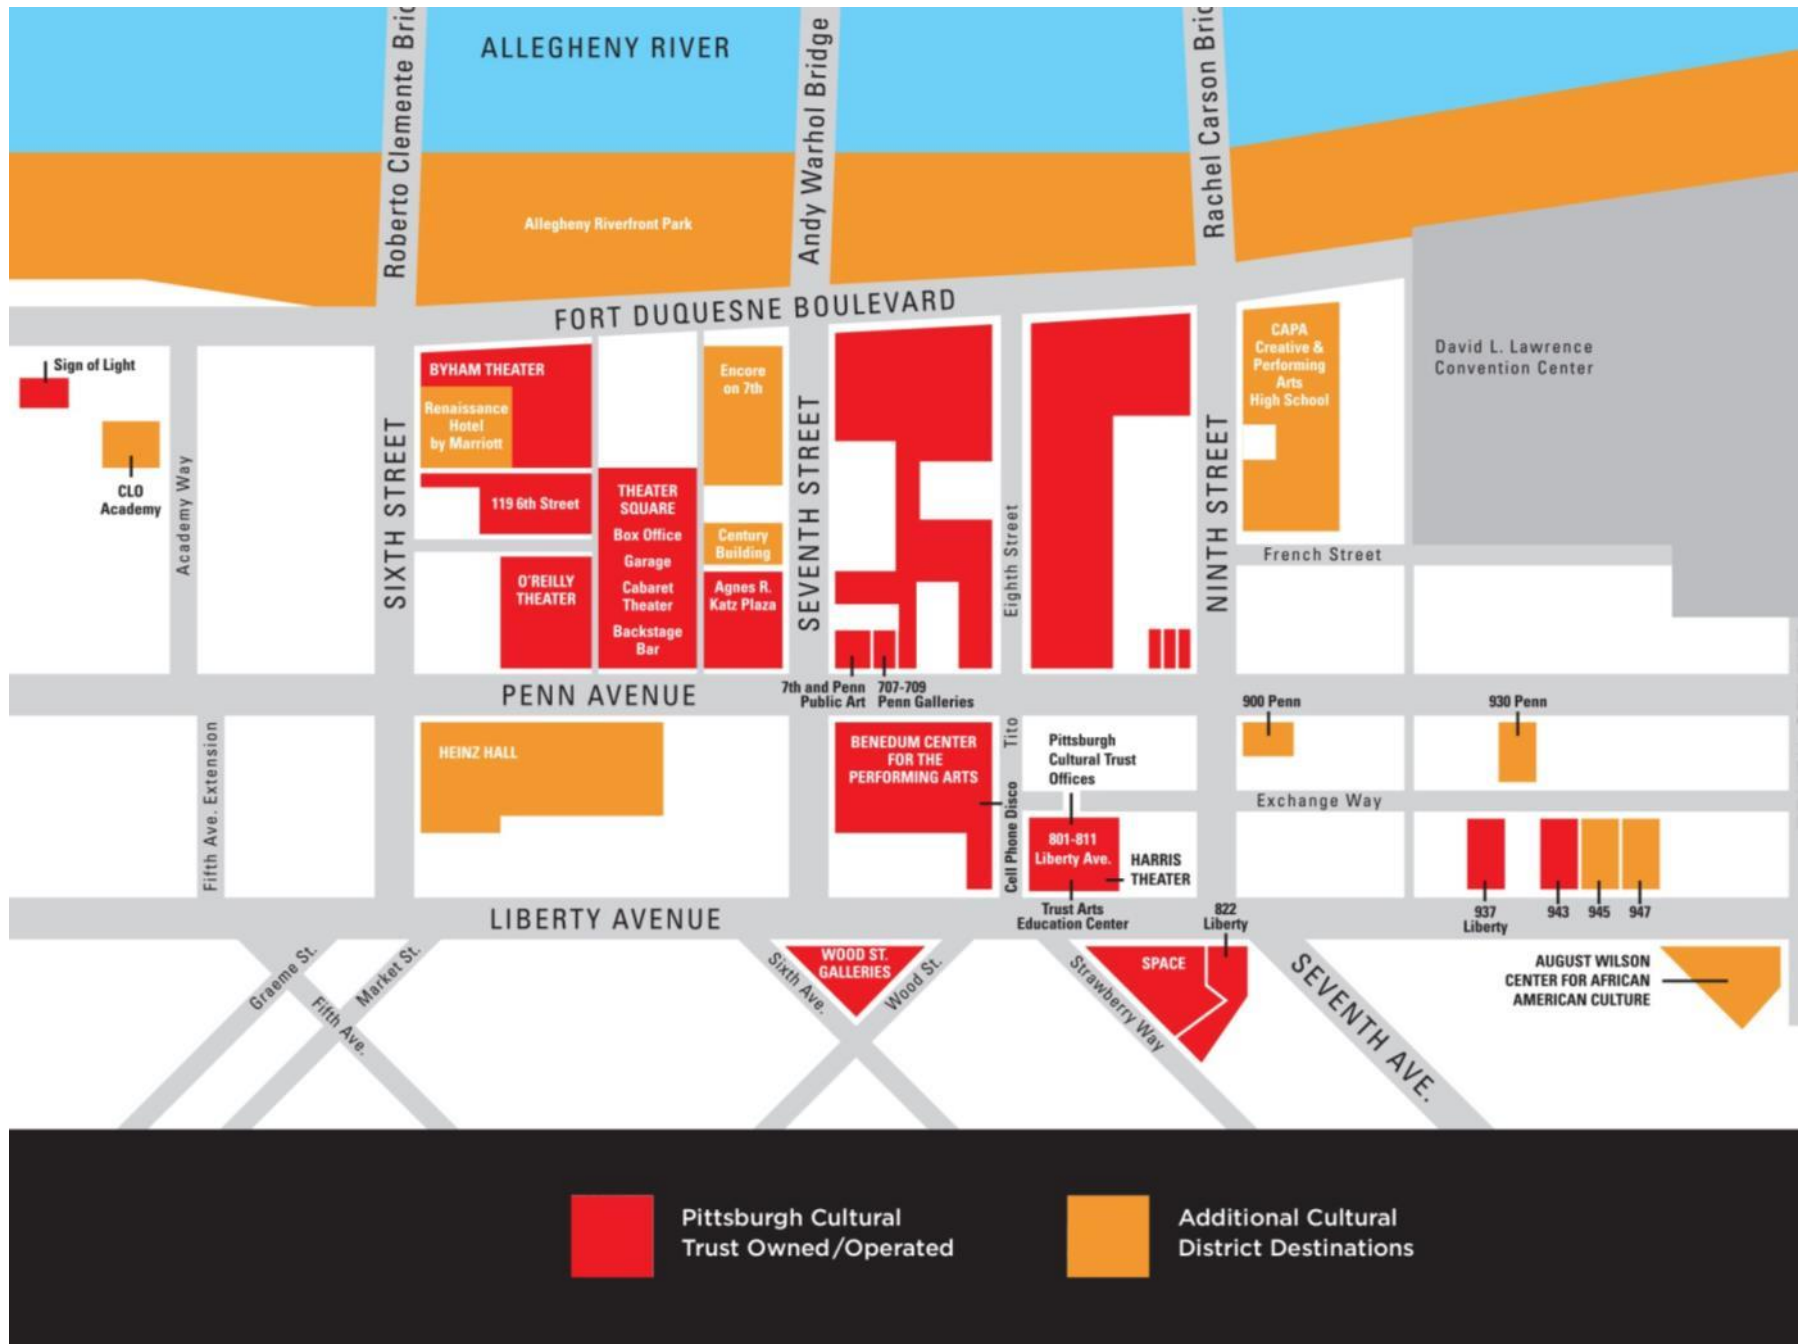 ALLEGHENY RIVER
Roberto Clemente Bric
Andy Warhol Bridge
Rachel Carson Bric
Allegheny Riverfront Park
FORT DUQUESNE BOULEVARD
Sign of Light
CLO
Academy
Academy Way
SIXTH STREET
BYHAM THEATER
Renaissance
Hotel
by Marriott
119 6th Street
O'REILLY
THEATER
THEATER
SQUARE
Box Office
Garage
Cabaret
Theater
Backstage
Bar
Encore
on 7th
Century
Building
Agnes R.
Katz Plaza
SEVENTH STREET
Eighth Street
NINTH STREET
CAPA
Creative &
Performing
Arts
High School
David L. Lawrence
Convention Center
French Street
PENN AVENUE
7th and Penn
Public Art
707-709
Penn Galleries
900 Penn
930 Penn
Fifth Ave. Extension
HEINZ HALL
BENEDUM CENTER
FOR THE
PERFORMING ARTS
Tito
Cell Phone Disco
Pittsburgh
Cultural Trust
Offices
Exchange Way
801-811
Liberty Ave.
HARRIS
THEATER
Trust Arts
Education Center
822
Liberty
937
Liberty
943
945
947
LIBERTY AVENUE
Graeme St.
Market St.
Fifth Ave.
Sixth Ave.
WOOD ST.
GALLERIES
Wood St.
Strawberry Way
SPACE
SEVENTH AVE.
AUGUST WILSON
CENTER FOR AFRICAN
AMERICAN CULTURE
Pittsburgh Cultural
Trust Owned/Operated
Additional Cultural
District Destinations